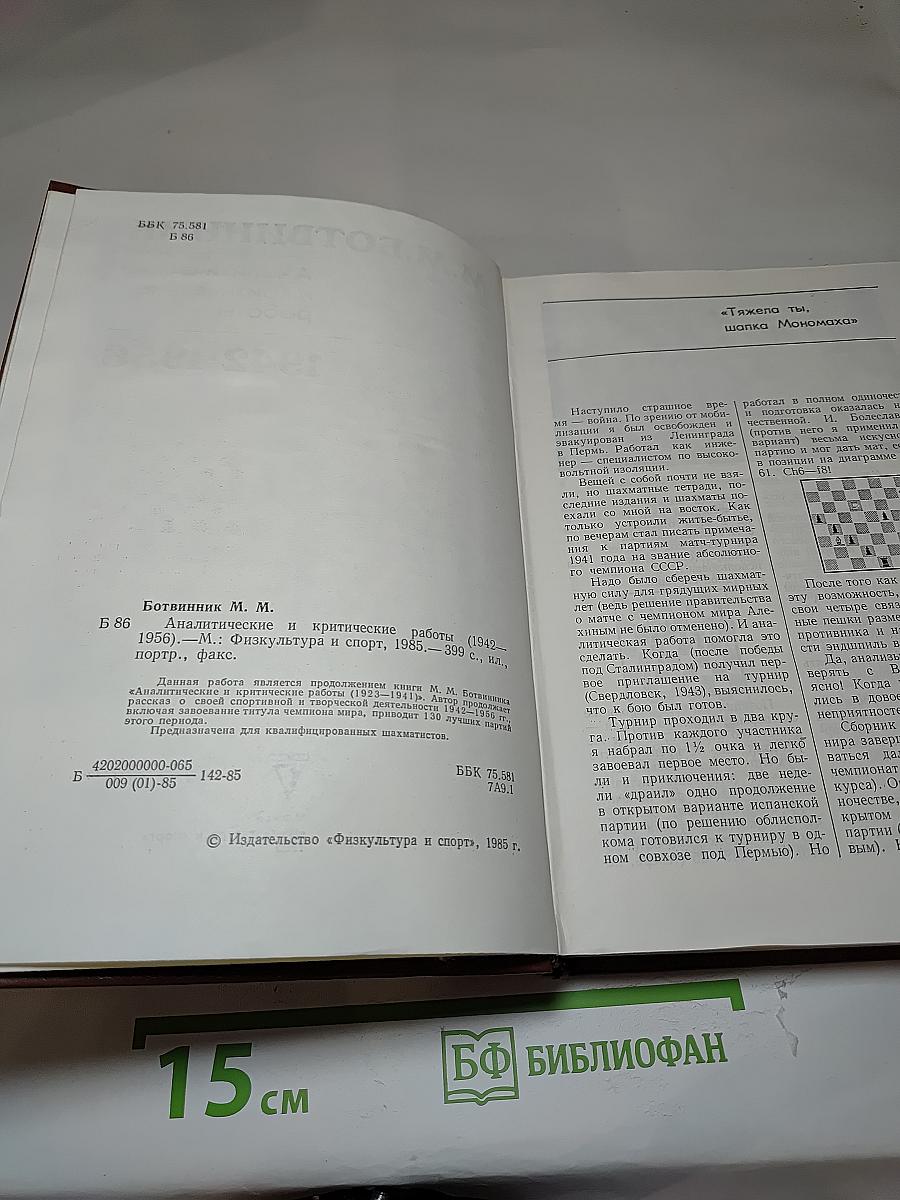 ББК 75.581
Б 86
Ботвинник М. М.
Б 86 Аналитические и критические работы (1942—
1956).—М.: Физкультура и спорт, 1985.—399 с., ил.,
портр., факс.
Данная работа является продолжением книги М. М. Ботвинника
«Аналитические и критические работы (1923—1941)». Автор продолжает
рассказ о своей спортивной и творческой деятельности 1942—1956 гг.,
включая завоевание титула чемпиона мира, приводит 130 лучших партий
этого периода.
Предназначена для квалифицированных шахматистов.
Б 4202000000-065 142-85
009 (01)-85
ББК 75.581
7А9.1
© Издательство «Физкультура и спорт», 1985 г.
«Тяжела ты,
шапка Мономаха»
Наступило страшное вре-
мя — война. По зрению от моби-
лизации я был освобожден и
эвакуирован из Ленинграда
в Пермь. Работал как инже-
нер — специалистом по высоко-
вольтной изоляции.
Вещей с собой почти не взя-
ли, но шахматные тетради, по-
следние издания и шахматы по-
ехали со мной на восток. Как
только устроили житье-бытье,
по вечерам стал писать примеча-
ния к партиям матч-турнира
1941 года на звание абсолютно-
го чемпиона СССР.
Надо было сберечь шахмат-
ную силу для грядущих мирных
лет (ведь решение правительства
о матче с чемпионом мира Але-
хиным не было отменено). И ана-
литическая работа помогла это
сделать. Когда (после победы
под Сталинградом) получил пер-
вое приглашение на турнир
(Свердловск, 1943), выяснилось,
что к бою был готов.
Турнир проходил в два кру-
га. Против каждого участника
я набрал по 1½ очка и легко
завоевал первое место. Но бы-
ли и приключения: две неде-
ли «драил» одно продолжение
в открытом варианте испанской
партии (по решению облиспол-
кома готовился к турниру в од-
ном совхозе под Пермью). Но
работал в полном одиночес
и подготовка оказалась н
чественной. И. Болеслав
(против него я применил
вариант) весьма искусно
партию и мог дать мат, е
в позиции на диаграмме
61. Ch6—f8!
После того как
эту возможность,
свои четыре связ
ные пешки разме
противника и н
сти эндшпиль в
Да, анализы
верять с В
ясно! Когда
лись в довое
неприятносте
Сборник
нира заверш
ваться дал
чемпионат
курса). Оч
ночестве,
крытом
партии (
вым). Н
15 см
БФ БИБЛИОФАН